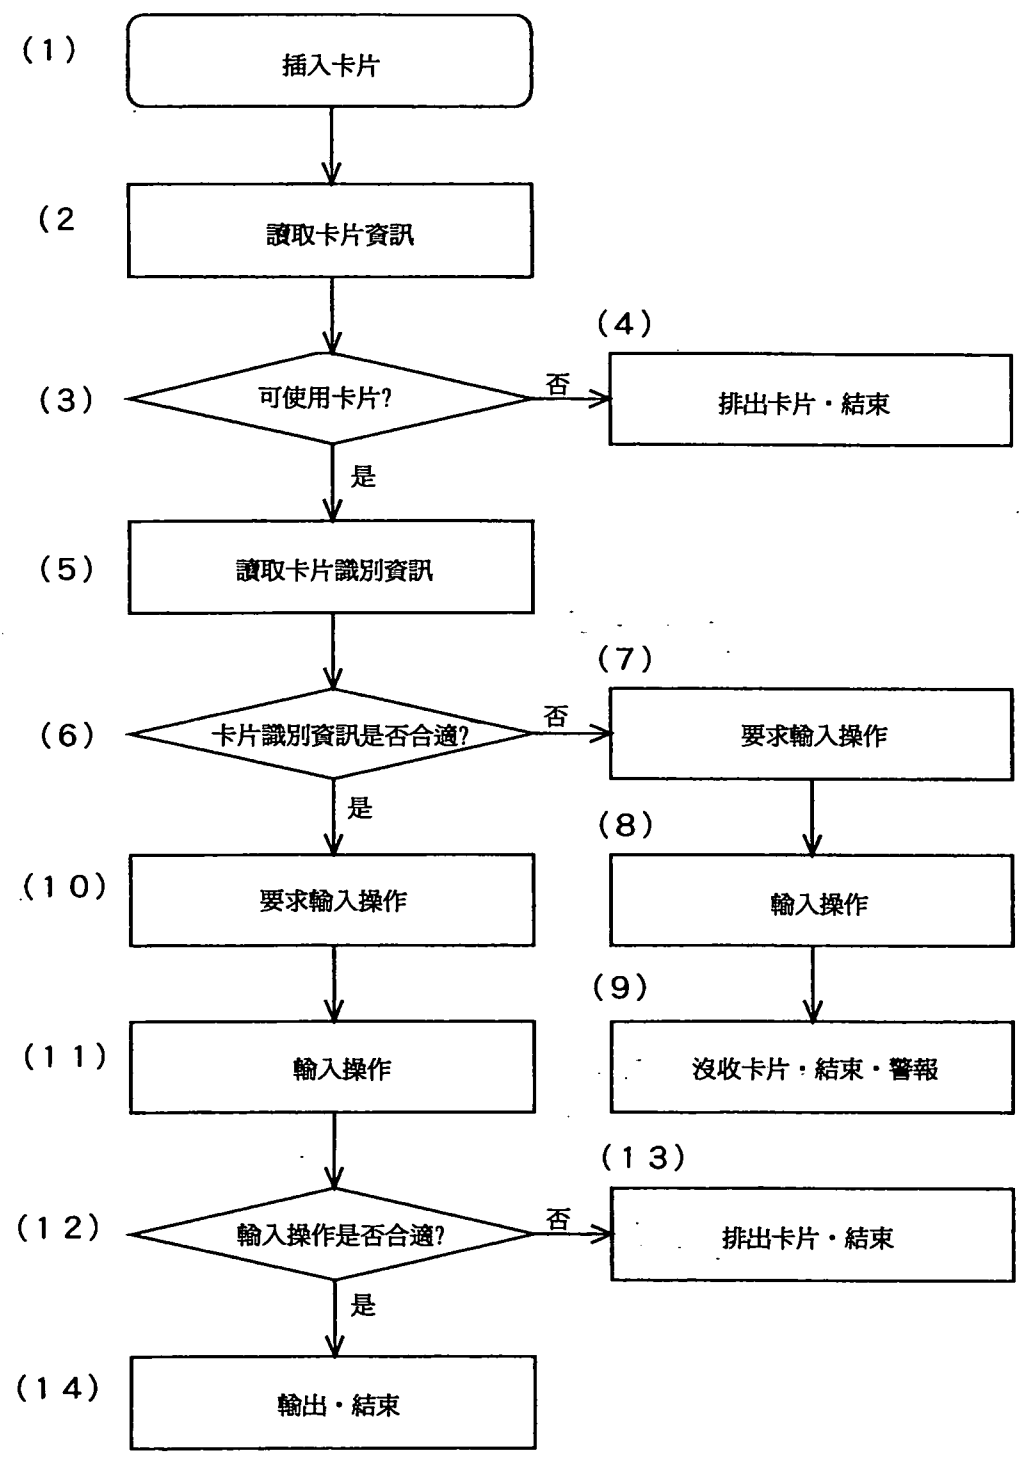 (1)
插入卡片
(2
讀取卡片資訊
(3)
可使用卡片?
否
(4)
排出卡片・結束
是
(5)
讀取卡片識別資訊
(6)
卡片識別資訊是否合適?
否
(7)
要求輸入操作
(8)
輸入操作
(9)
沒收卡片・結束・警報
是
(10)
要求輸入操作
(11)
輸入操作
(12)
輸入操作是否合適?
否
(13)
排出卡片・結束
是
(14)
輸出・結束